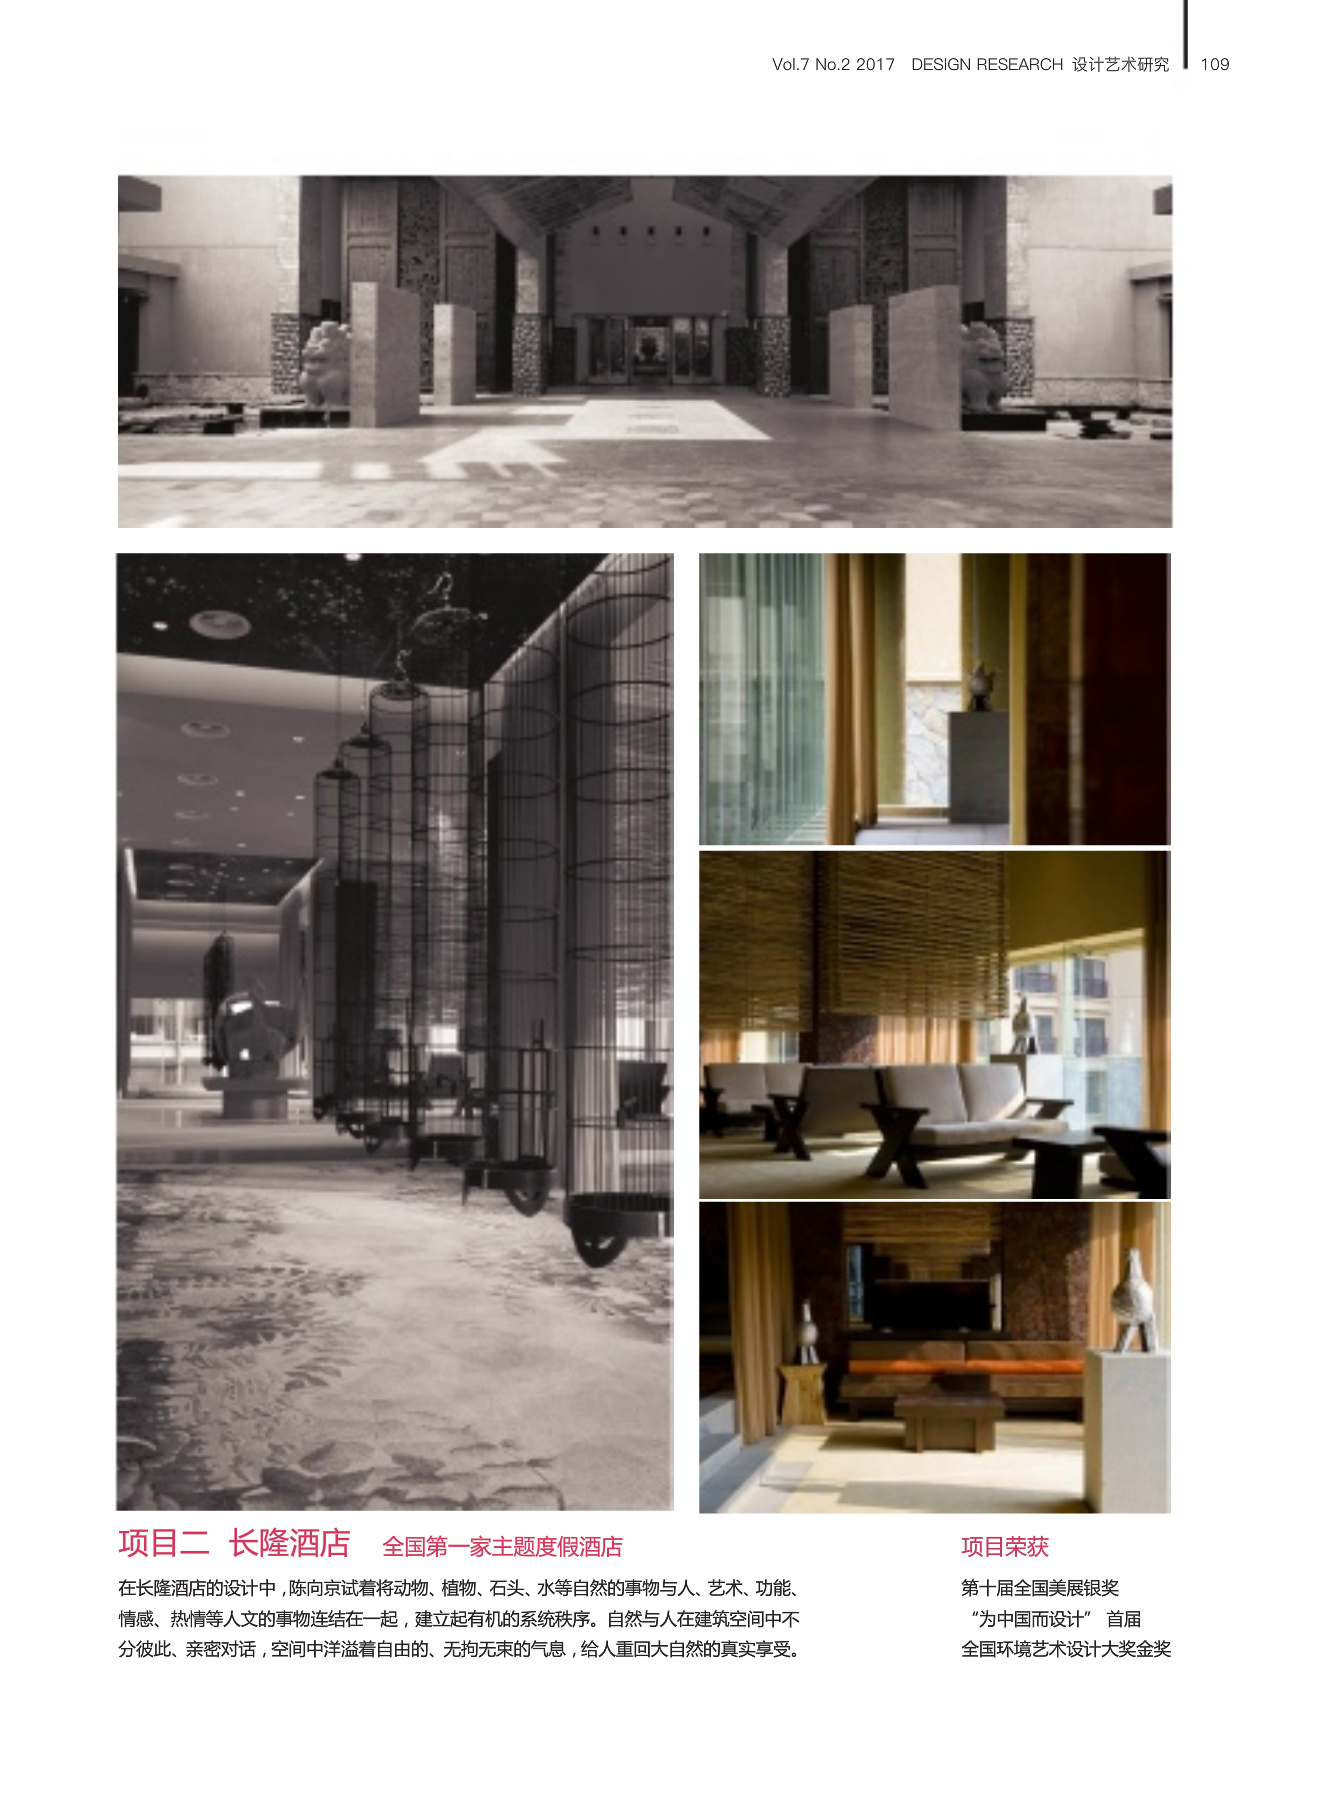 Vol.7 No.2 2017 DESIGN RESEARCH 设计艺术研究 109
项目二 长隆酒店 全国第一家主题度假酒店
在长隆酒店的设计中，陈向京试着将动物、植物、石头、水等自然的事物与人、艺术、功能、
情感、热情等人文的事物连结在一起，建立起有机的系统秩序。自然与人在建筑空间中不
分彼此、亲密对话，空间中洋溢着自由的、无拘无束的气息，给人重回大自然的真实享受。
项目荣获
第十届全国美展银奖
“为中国而设计” 首届
全国环境艺术设计大奖金奖